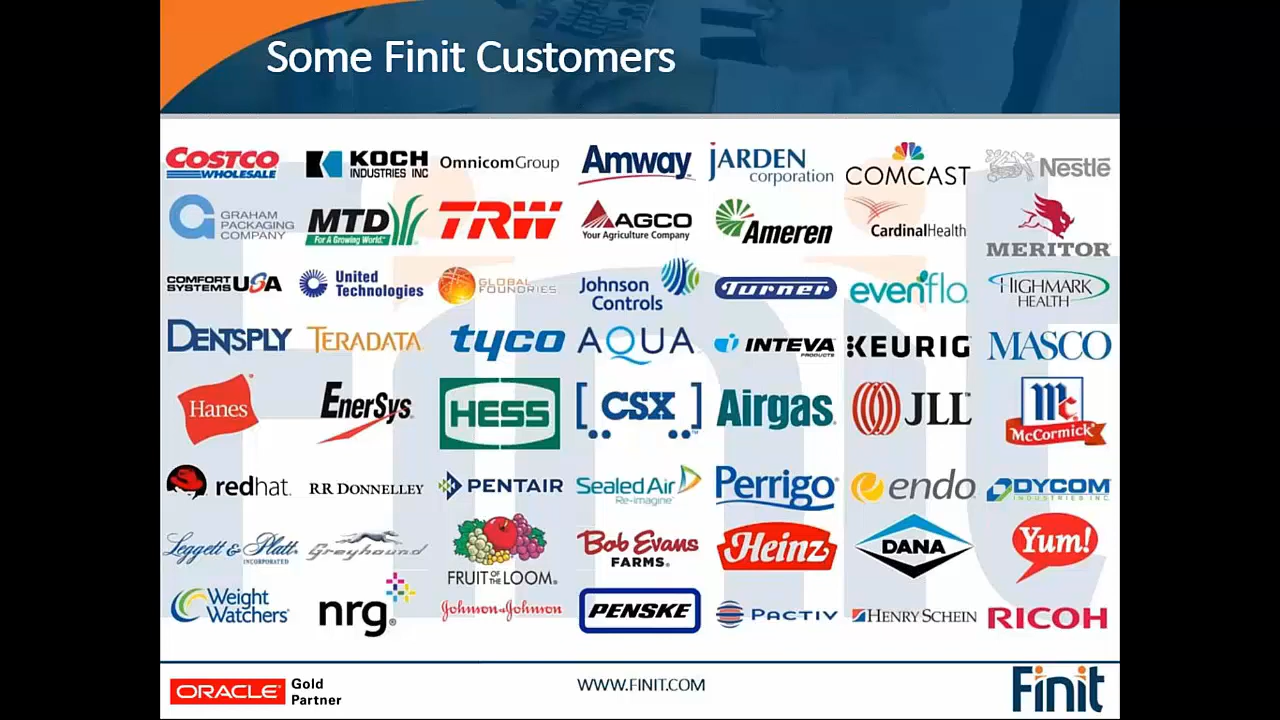 Some Finit Customers
COSTCO
WHOLESALE
KOCH
INDUSTRIES INC
OmnicomGroup
Amway
JARDEN
corporation
COMCAST
Nestlé
GRAHAM
PACKAGING
COMPANY
MTD
For A Growing World.
TRW
AGCO
Your Agriculture Company
Ameren
CardinalHealth
MERITOR
COMFORT
SYSTEMS USA
United
Technologies
GLOBAL
FOUNDRIES
Johnson
Controls
Turner
evenflo
HIGHMARK
HEALTH
DENTSPLY
TERADATA
tyco
AQUA
INTEVA
PRODUCTS
KEURIG
MASCO
Hanes
EnerSys
HESS
[CSX]
Airgas
JLL
Mc
McCormick
redhat
RR DONNELLEY
PENTAIR
Sealed Air
Re-imagine
Perrigo
endo
DYCOM
INDUSTRIES INC
Leggett & Platt
INCORPORATED
Greyhound
FRUIT OF THE LOOM
Bob Evans
FARMS
Heinz
DANA
Yum!
Weight
Watchers
nrg
Johnson & Johnson
PENSKE
PACTIV
HENRY SCHEIN
RICOH
ORACLE
Gold
Partner
WWW.FINIT.COM
Finit